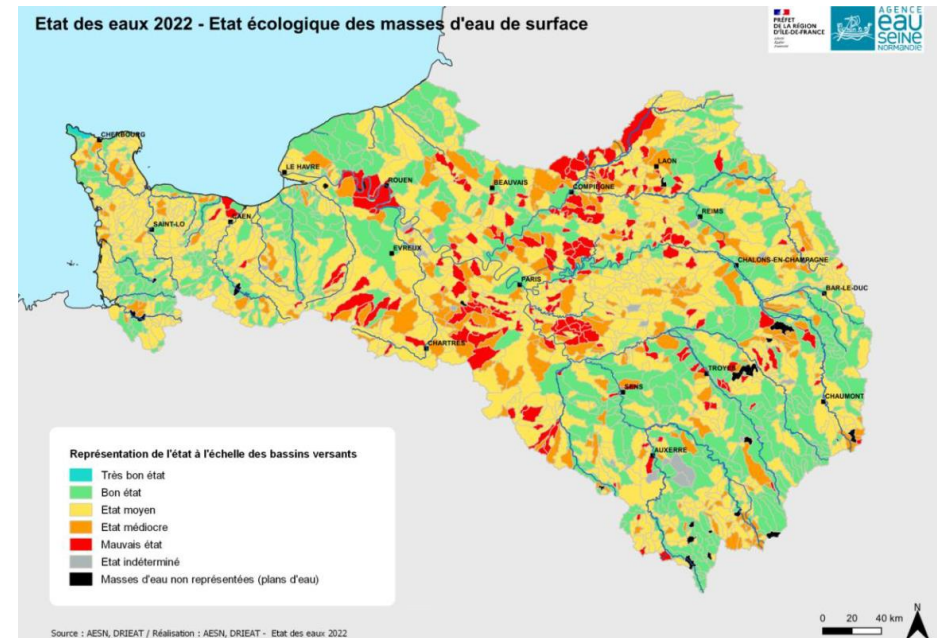 Etat des eaux 2022 - Etat écologique des masses d'eau de surface
PRÉFET
DE LA RÉGION
D'ÎLE-DE-FRANCE
AGENCE
eau
SEINE
NORMANDIE
CHERBOURG
LE HAVRE
ROUEN
BEAUVAIS
COMPIEGNE
LAON
REIMS
SAINT-LO
CAEN
EVREUX
PARIS
CHALONS-EN-CHAMPAGNE
BAR-LE-DUC
CHARTRES
TROYES
SENS
CHAUMONT
AUXERRE
Représentation de l'état à l'échelle des bassins versants
Très bon état
Bon état
Etat moyen
Etat médiocre
Mauvais état
Etat indéterminé
Masses d'eau non représentées (plans d'eau)
N
0 20 40 km
Source : AESN, DRIEAT / Réalisation : AESN, DRIEAT - Etat des eaux 2022